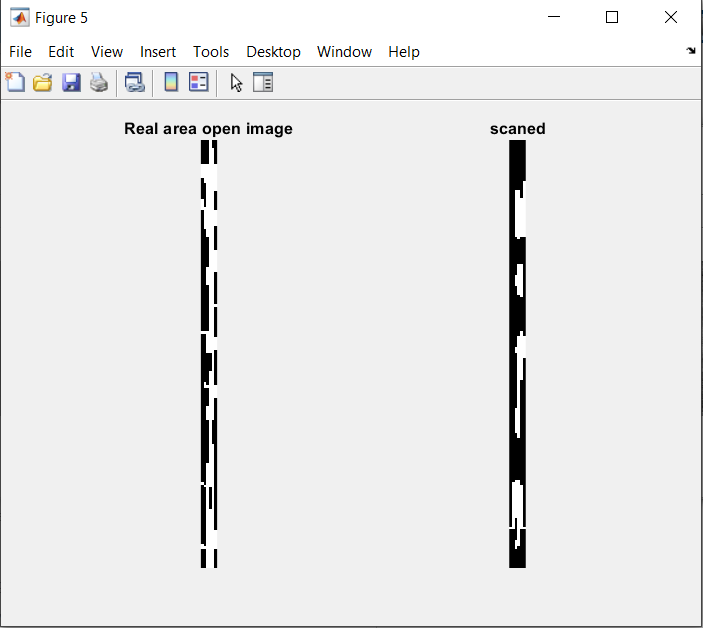 Figure 5
File Edit View Insert Tools Desktop Window Help
Real area open image
scaned